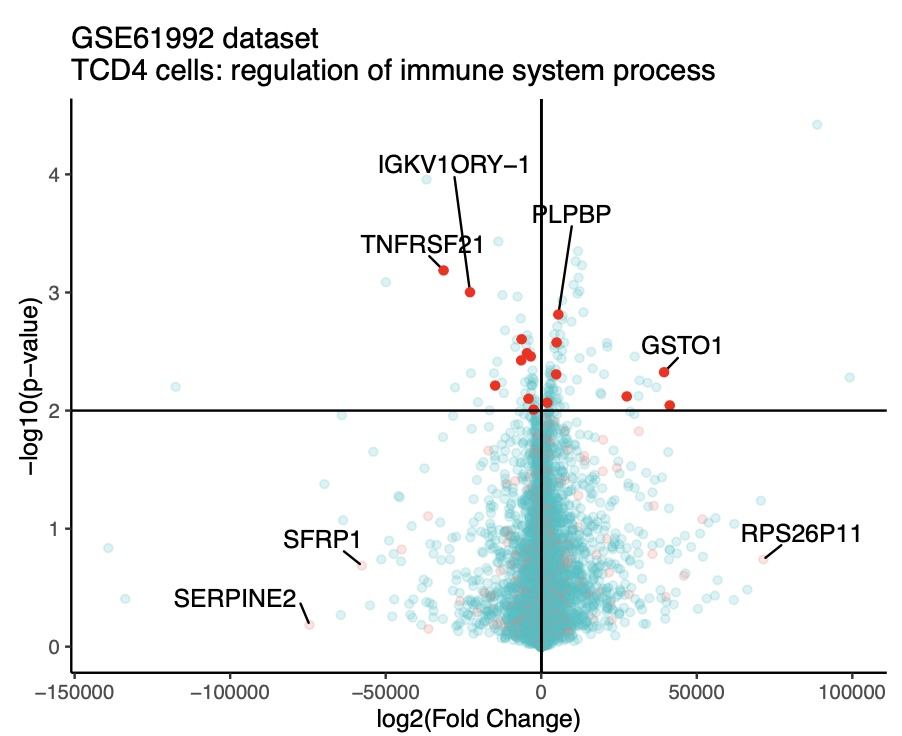 GSE61992 dataset
TCD4 cells: regulation of immune system process
IGKV1ORY−1
PLPBP
TNFRSF21
GSTO1
SFRP1
RPS26P11
SERPINE2
−log10(p−value)
4
3
2
1
0
−150000 −100000 −50000 0 50000 100000
log2(Fold Change)